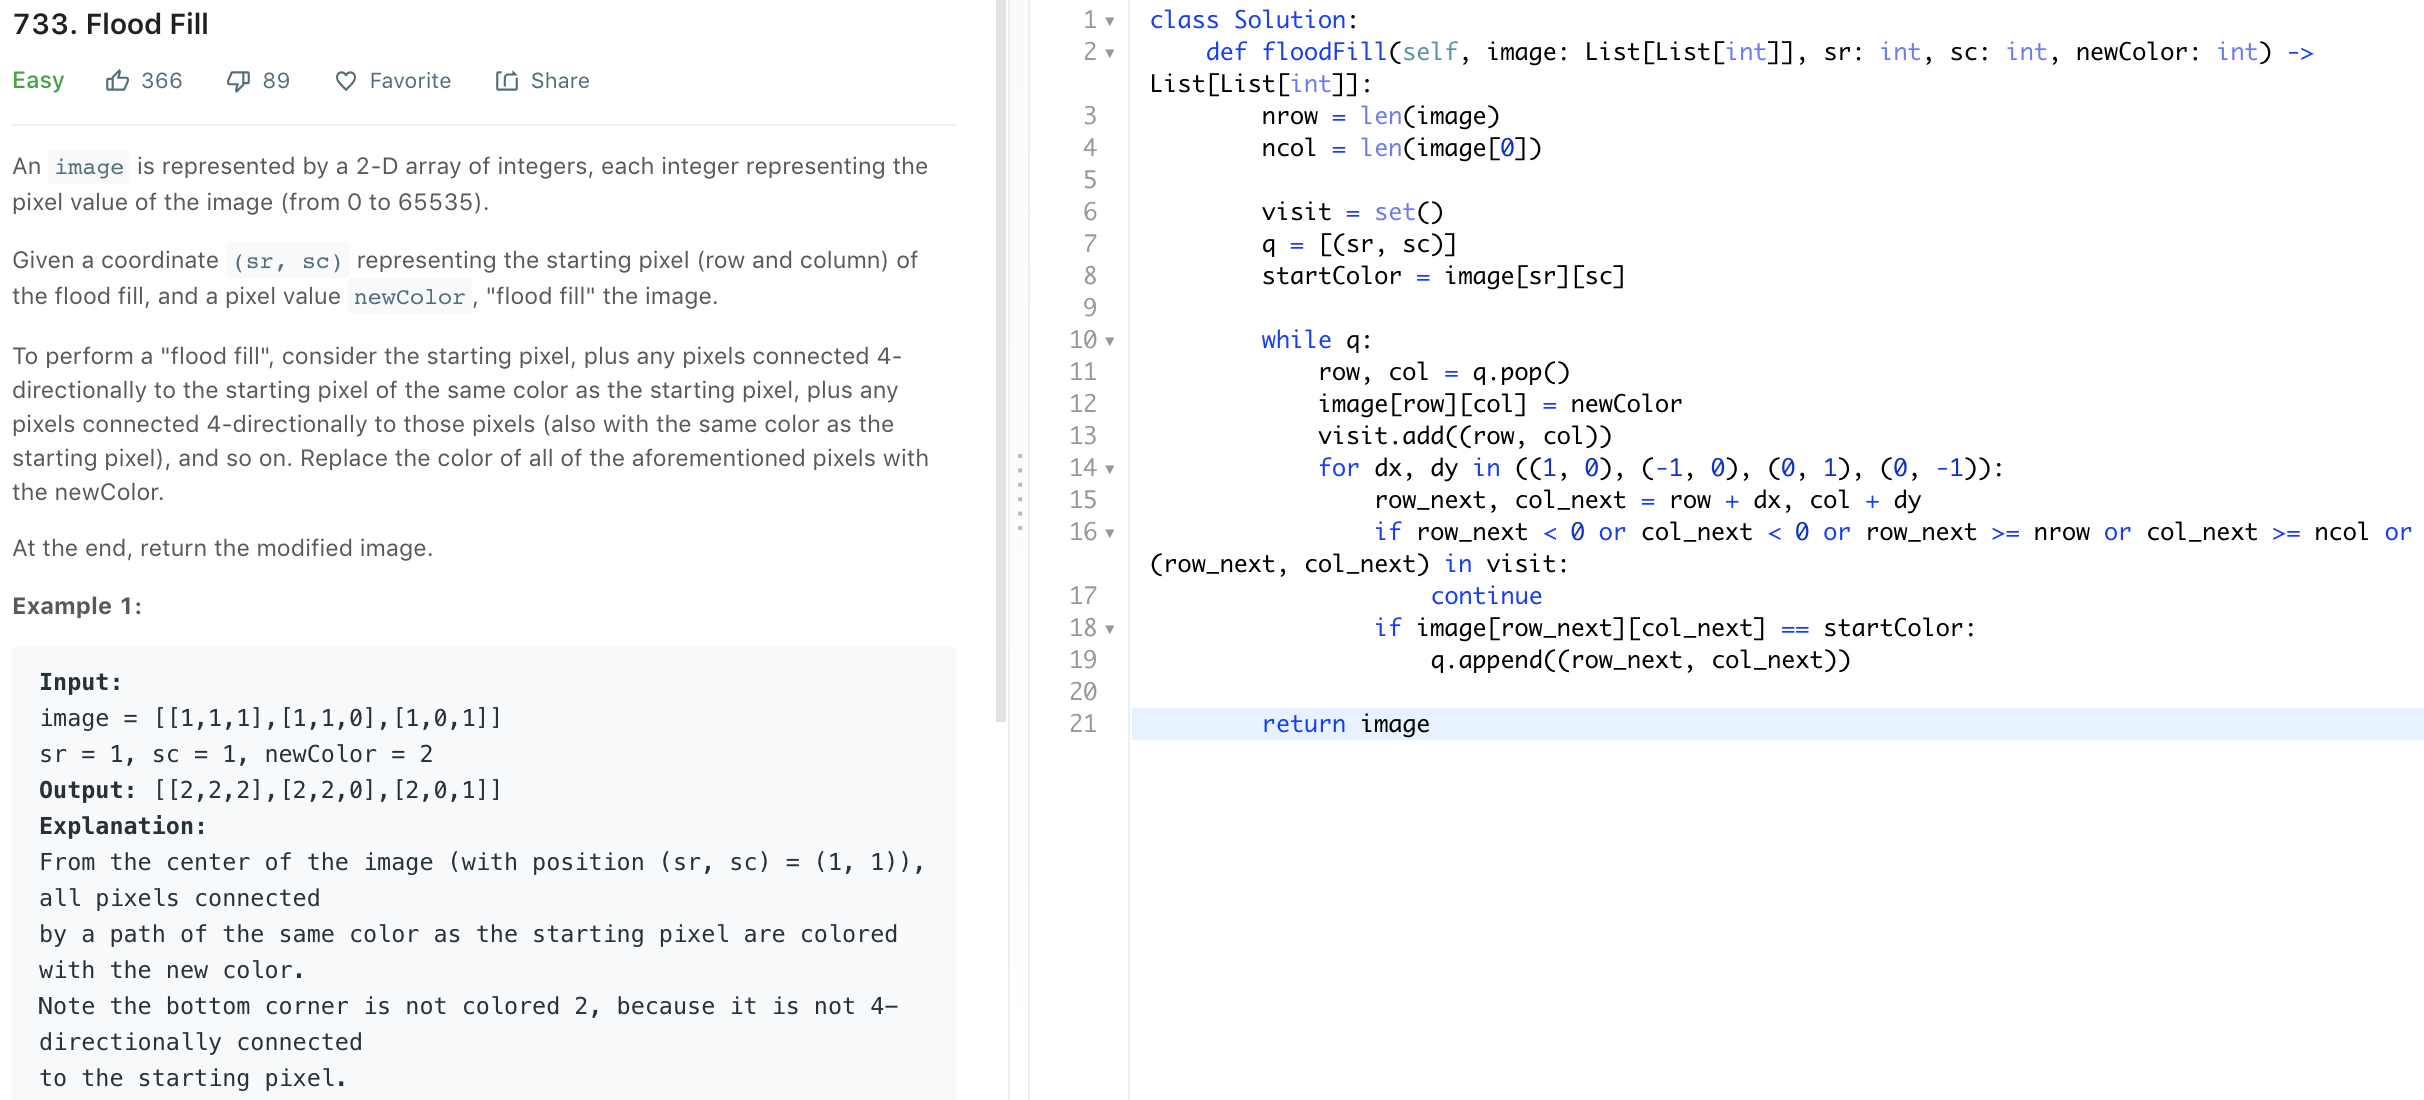 733. Flood Fill
Easy 366 89 Favorite Share
An image is represented by a 2-D array of integers, each integer representing the
pixel value of the image (from 0 to 65535).
Given a coordinate (sr, sc) representing the starting pixel (row and column) of
the flood fill, and a pixel value newColor, "flood fill" the image.
To perform a "flood fill", consider the starting pixel, plus any pixels connected 4-
directionally to the starting pixel of the same color as the starting pixel, plus any
pixels connected 4-directionally to those pixels (also with the same color as the
starting pixel), and so on. Replace the color of all of the aforementioned pixels with
the newColor.
At the end, return the modified image.
Example 1:
Input:
image = [[1,1,1],[1,1,0],[1,0,1]]
sr = 1, sc = 1, newColor = 2
Output: [[2,2,2],[2,2,0],[2,0,1]]
Explanation:
From the center of the image (with position (sr, sc) = (1, 1)),
all pixels connected
by a path of the same color as the starting pixel are colored
with the new color.
Note the bottom corner is not colored 2, because it is not 4-
directionally connected
to the starting pixel.
1 class Solution:
2     def floodFill(self, image: List[List[int]], sr: int, sc: int, newColor: int) ->
List[List[int]]:
3         nrow = len(image)
4         ncol = len(image[0])
5
6         visit = set()
7         q = [(sr, sc)]
8         startColor = image[sr][sc]
9
10         while q:
11             row, col = q.pop()
12             image[row][col] = newColor
13             visit.add((row, col))
14             for dx, dy in ((1, 0), (-1, 0), (0, 1), (0, -1)):
15                 row_next, col_next = row + dx, col + dy
16                 if row_next < 0 or col_next < 0 or row_next >= nrow or col_next >= ncol or
(row_next, col_next) in visit:
17                     continue
18                 if image[row_next][col_next] == startColor:
19                     q.append((row_next, col_next))
20
21         return image